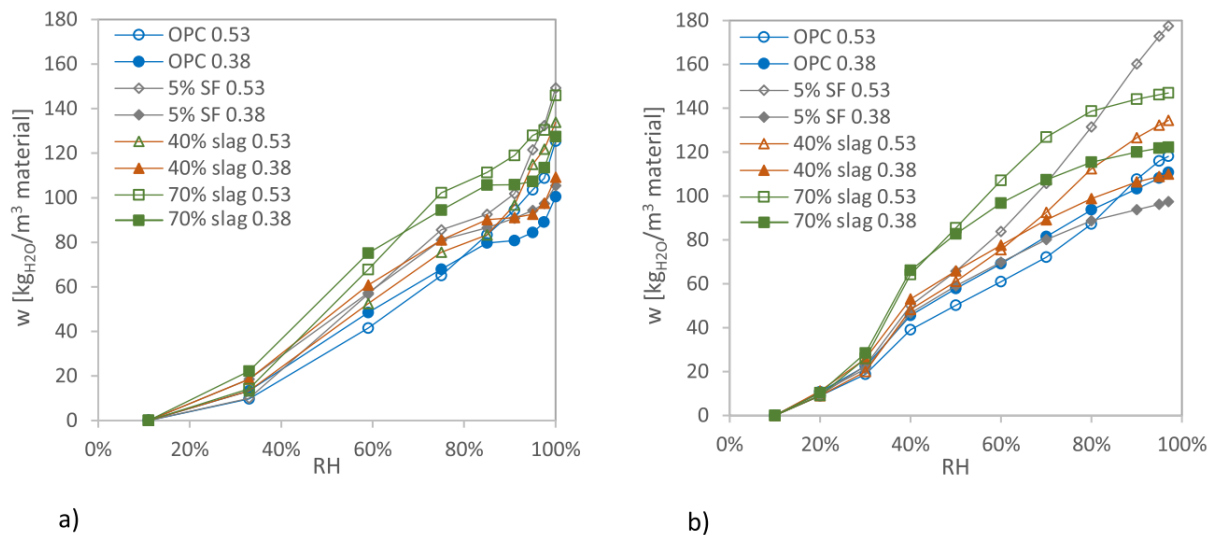 180
160
140
120
100
80
60
40
20
0
w [kgH2O/m³ material]
OPC 0.53
OPC 0.38
5% SF 0.53
5% SF 0.38
40% slag 0.53
40% slag 0.38
70% slag 0.53
70% slag 0.38
0% 20% 40% 60% 80% 100%
RH
a)
180
160
140
120
100
80
60
40
20
0
w [kgH2O/m³ material]
OPC 0.53
OPC 0.38
5% SF 0.53
5% SF 0.38
40% slag 0.53
40% slag 0.38
70% slag 0.53
70% slag 0.38
0% 20% 40% 60% 80% 100%
RH
b)